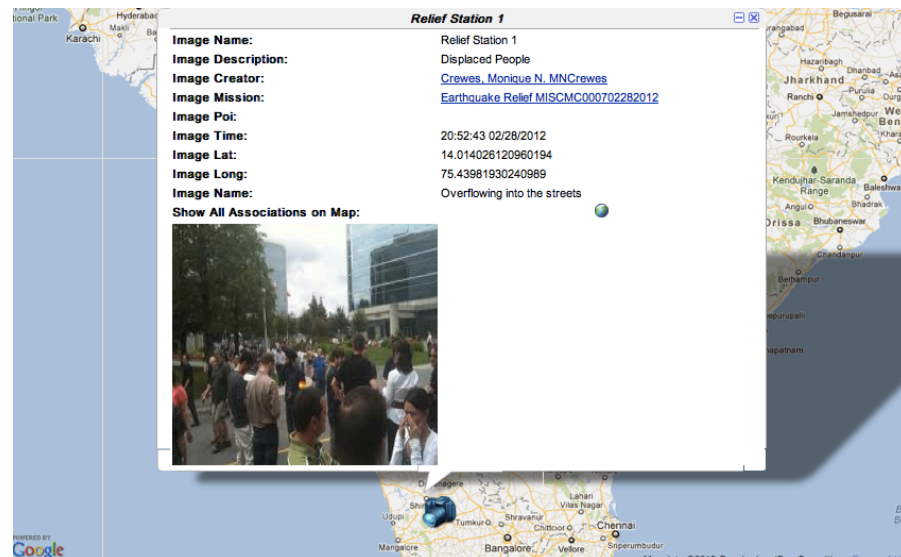 Relief Station 1
Image Name: Relief Station 1
Image Description: Displaced People
Image Creator: Crewes, Monique N. MNCrewes
Image Mission: Earthquake Relief MISCMC000702282012
Image Poi:
Image Time: 20:52:43 02/28/2012
Image Lat: 14.014026120960194
Image Long: 75.43981930240989
Image Name: Overflowing into the streets
Show All Associations on Map:
tional Park
Hyderabad
Makli
Karachi
Begusarai
Hazaribagh
Dhanbad
Jharkhand
Purulia
Ranchi
Jamshedpur
Rourkela
Kendujhar-Saranda
Range
Baleshwa
Angul
Bhadrak
Orissa
Bhubaneswar
Chandanpur
Berhampur
Lahari
Vilas Nagar
Udupi
Tumkur
Shravanur
Chittoor
Chennai
Mangalore
Bangalore
Vellore
Sriperumbudur
POWERED BY
Google